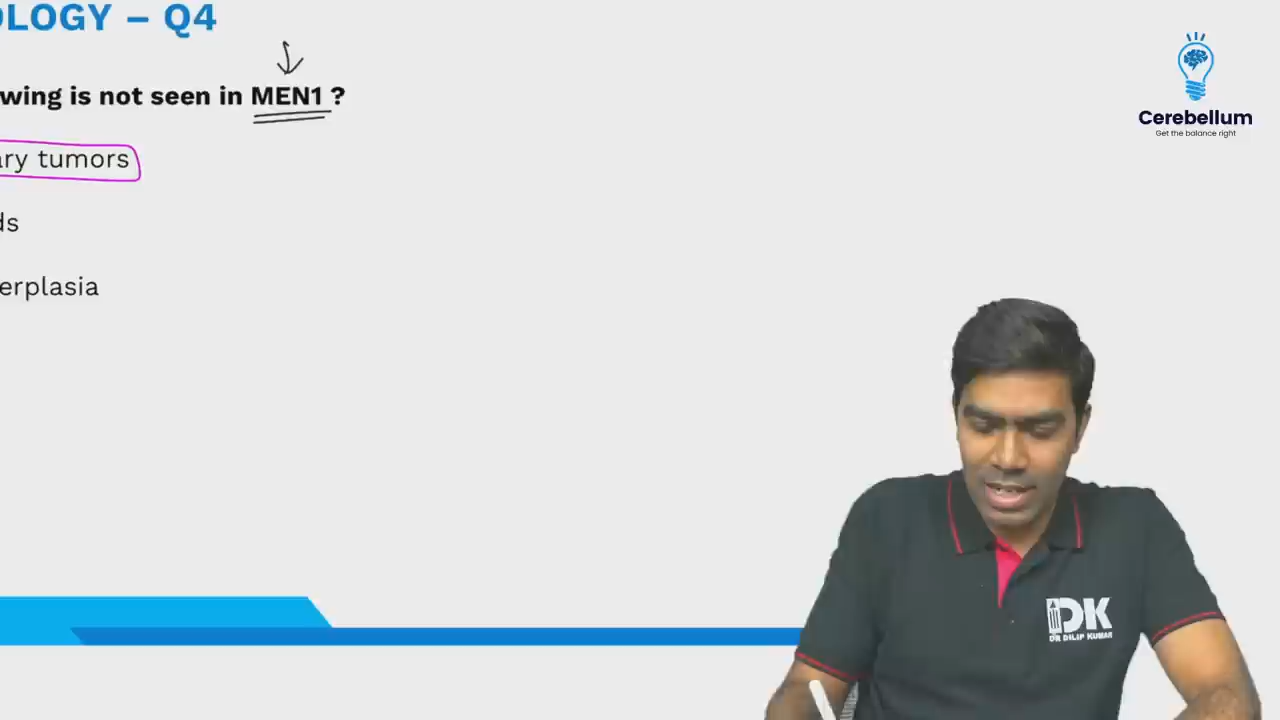 OLOGY – Q4
wing is not seen in MEN1 ?
ary tumors
ds
erplasia
Cerebellum
Get the balance right
DK
DR DILIP KUMAR